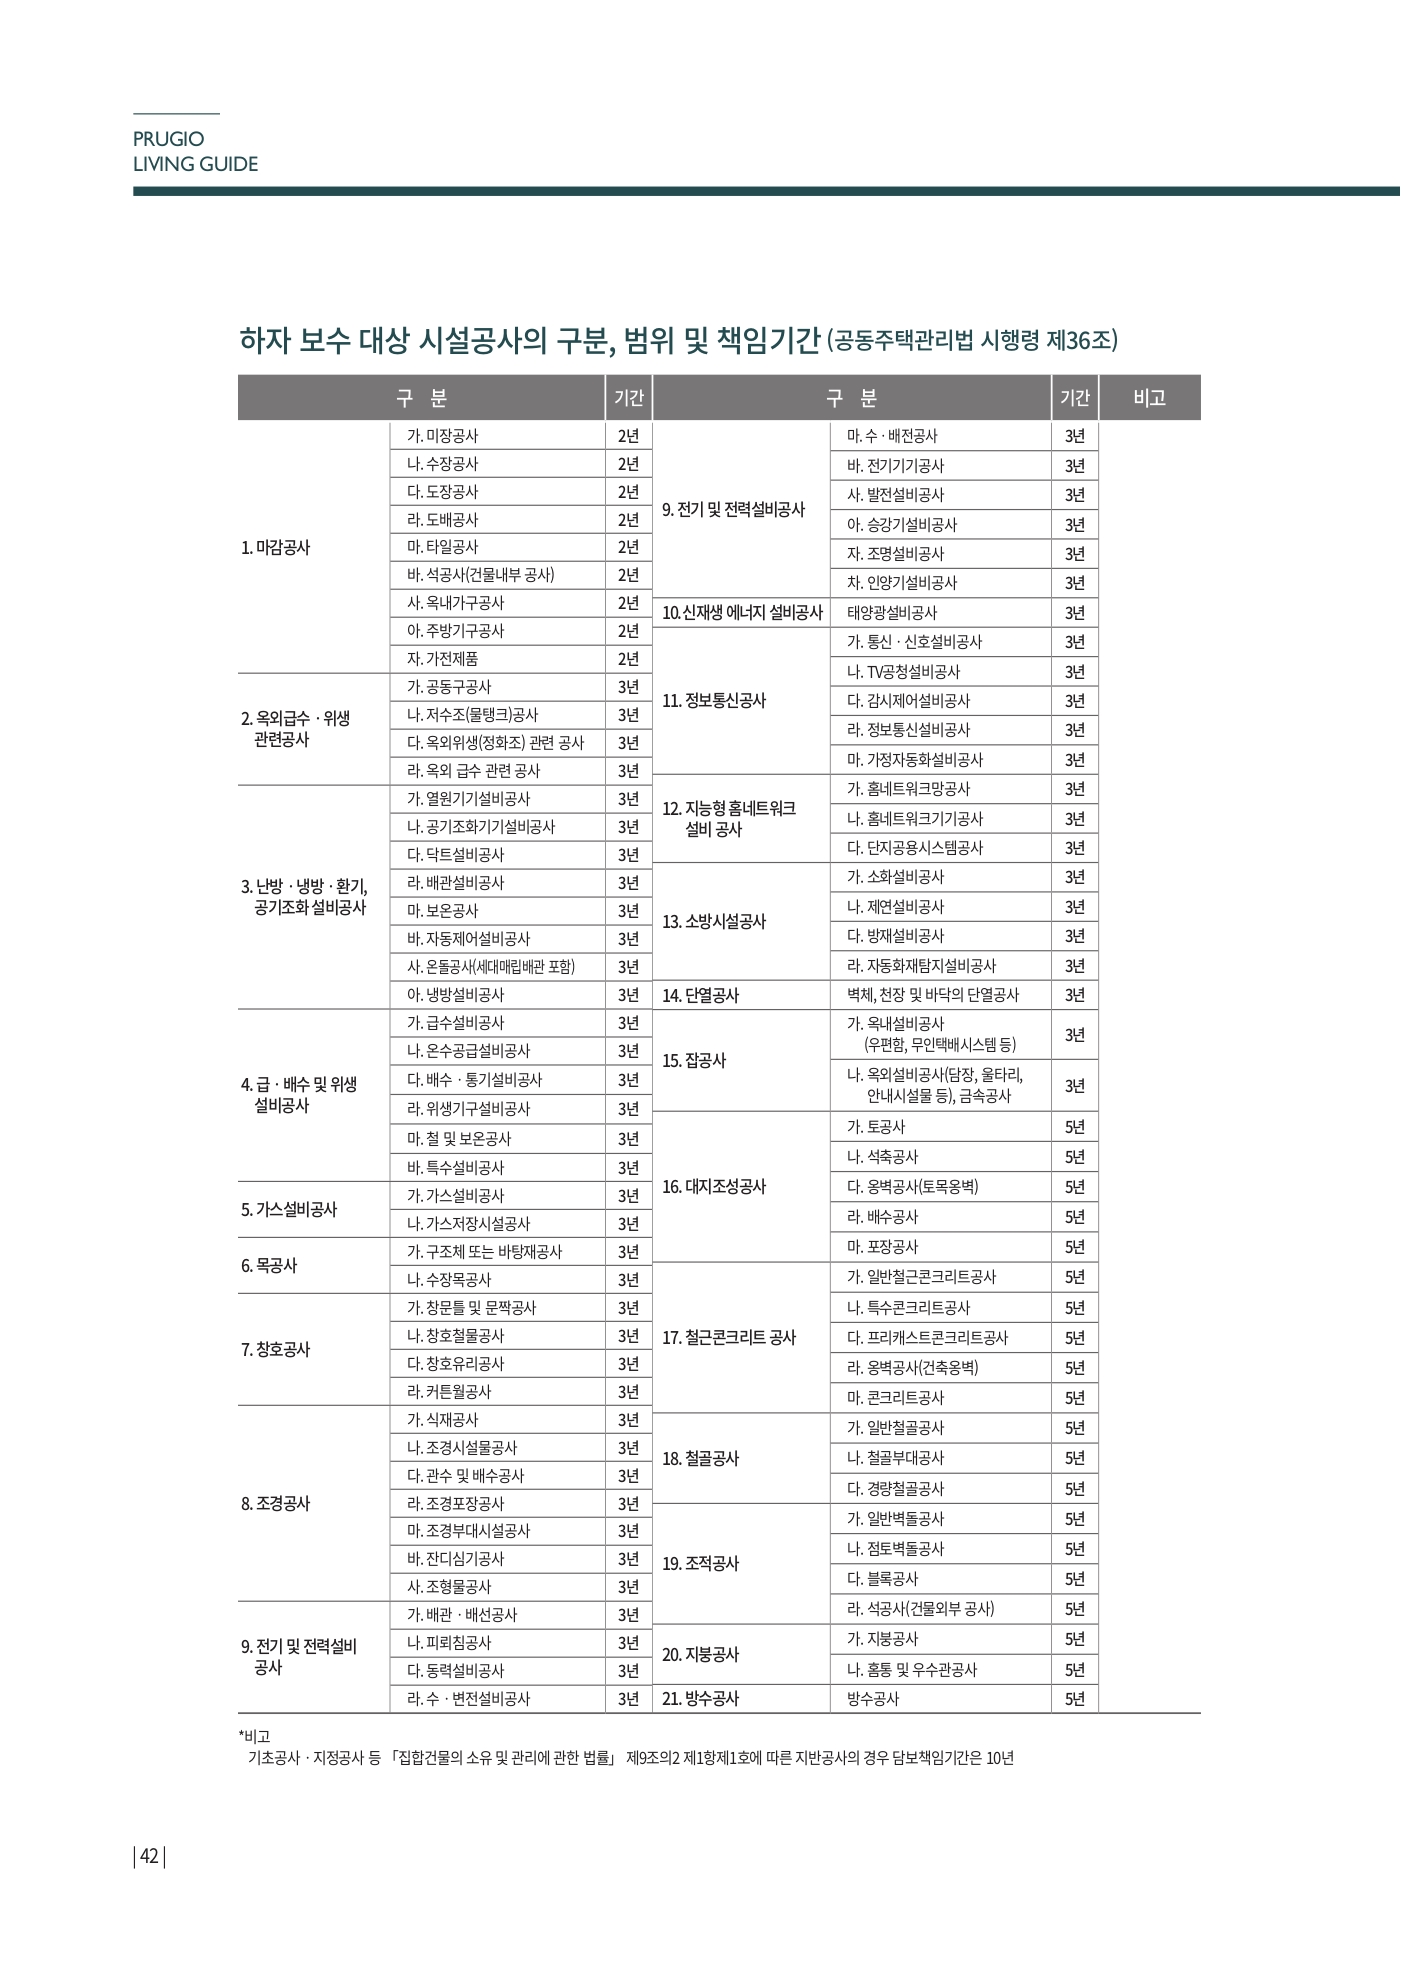 PRUGIO
LIVING GUIDE
하자 보수 대상 시설공사의 구분, 범위 및 책임기간 (공동주택관리법 시행령 제36조)
구 분 기간
1. 마감공사
가. 미장공사 2년
나. 수장공사 2년
다. 도장공사 2년
라. 도배공사 2년
마. 타일공사 2년
바. 석공사(건물내부 공사) 2년
사. 옥내가구공사 2년
아. 주방기구공사 2년
자. 가전제품 2년
2. 옥외급수ㆍ위생
관련공사
가. 공동구공사 3년
나. 저수조(물탱크)공사 3년
다. 옥외위생(정화조) 관련 공사 3년
라. 옥외 급수 관련 공사 3년
3. 난방ㆍ냉방ㆍ환기,
공기조화 설비공사
가. 열원기기설비공사 3년
나. 공기조화기기설비공사 3년
다. 닥트설비공사 3년
라. 배관설비공사 3년
마. 보온공사 3년
바. 자동제어설비공사 3년
사. 온돌공사(세대매립배관 포함) 3년
아. 냉방설비공사 3년
4. 급ㆍ배수 및 위생
설비공사
가. 급수설비공사 3년
나. 온수공급설비공사 3년
다. 배수ㆍ통기설비공사 3년
라. 위생기구설비공사 3년
마. 철 및 보온공사 3년
바. 특수설비공사 3년
5. 가스설비공사
가. 가스설비공사 3년
나. 가스저장시설공사 3년
6. 목공사
가. 구조체 또는 바탕재공사 3년
나. 수장목공사 3년
7. 창호공사
가. 창문틀 및 문짝공사 3년
나. 창호철물공사 3년
다. 창호유리공사 3년
라. 커튼월공사 3년
8. 조경공사
가. 식재공사 3년
나. 조경시설물공사 3년
다. 관수 및 배수공사 3년
라. 조경포장공사 3년
마. 조경부대시설공사 3년
바. 잔디심기공사 3년
사. 조형물공사 3년
9. 전기 및 전력설비
공사
가. 배관ㆍ배선공사 3년
나. 피뢰침공사 3년
다. 동력설비공사 3년
라. 수ㆍ변전설비공사 3년
구 분 기간 비고
9. 전기 및 전력설비공사
마. 수ㆍ배전공사 3년
바. 전기기기공사 3년
사. 발전설비공사 3년
아. 승강기설비공사 3년
자. 조명설비공사 3년
차. 인양기설비공사 3년
10. 신재생 에너지 설비공사 태양광설비공사 3년
11. 정보통신공사
가. 통신ㆍ신호설비공사 3년
나. TV공청설비공사 3년
다. 감시제어설비공사 3년
라. 정보통신설비공사 3년
마. 가정자동화설비공사 3년
12. 지능형 홈네트워크
설비 공사
가. 홈네트워크망공사 3년
나. 홈네트워크기기공사 3년
다. 단지공용시스템공사 3년
13. 소방시설공사
가. 소화설비공사 3년
나. 제연설비공사 3년
다. 방재설비공사 3년
라. 자동화재탐지설비공사 3년
14. 단열공사 벽체, 천장 및 바닥의 단열공사 3년
15. 잡공사
가. 옥내설비공사
(우편함, 무인택배시스템 등) 3년
나. 옥외설비공사(담장, 울타리,
안내시설물 등), 금속공사 3년
16. 대지조성공사
가. 토공사 5년
나. 석축공사 5년
다. 옹벽공사(토목옹벽) 5년
라. 배수공사 5년
마. 포장공사 5년
17. 철근콘크리트 공사
가. 일반철근콘크리트공사 5년
나. 특수콘크리트공사 5년
다. 프리캐스트콘크리트공사 5년
라. 옹벽공사(건축옹벽) 5년
마. 콘크리트공사 5년
18. 철골공사
가. 일반철골공사 5년
나. 철골부대공사 5년
다. 경량철골공사 5년
19. 조적공사
가. 일반벽돌공사 5년
나. 점토벽돌공사 5년
다. 블록공사 5년
라. 석공사(건물외부 공사) 5년
20. 지붕공사
가. 지붕공사 5년
나. 홈통 및 우수관공사 5년
21. 방수공사 방수공사 5년
*비고
기초공사ㆍ지정공사 등 「집합건물의 소유 및 관리에 관한 법률」 제9조의2 제1항제1호에 따른 지반공사의 경우 담보책임기간은 10년
| 42 |